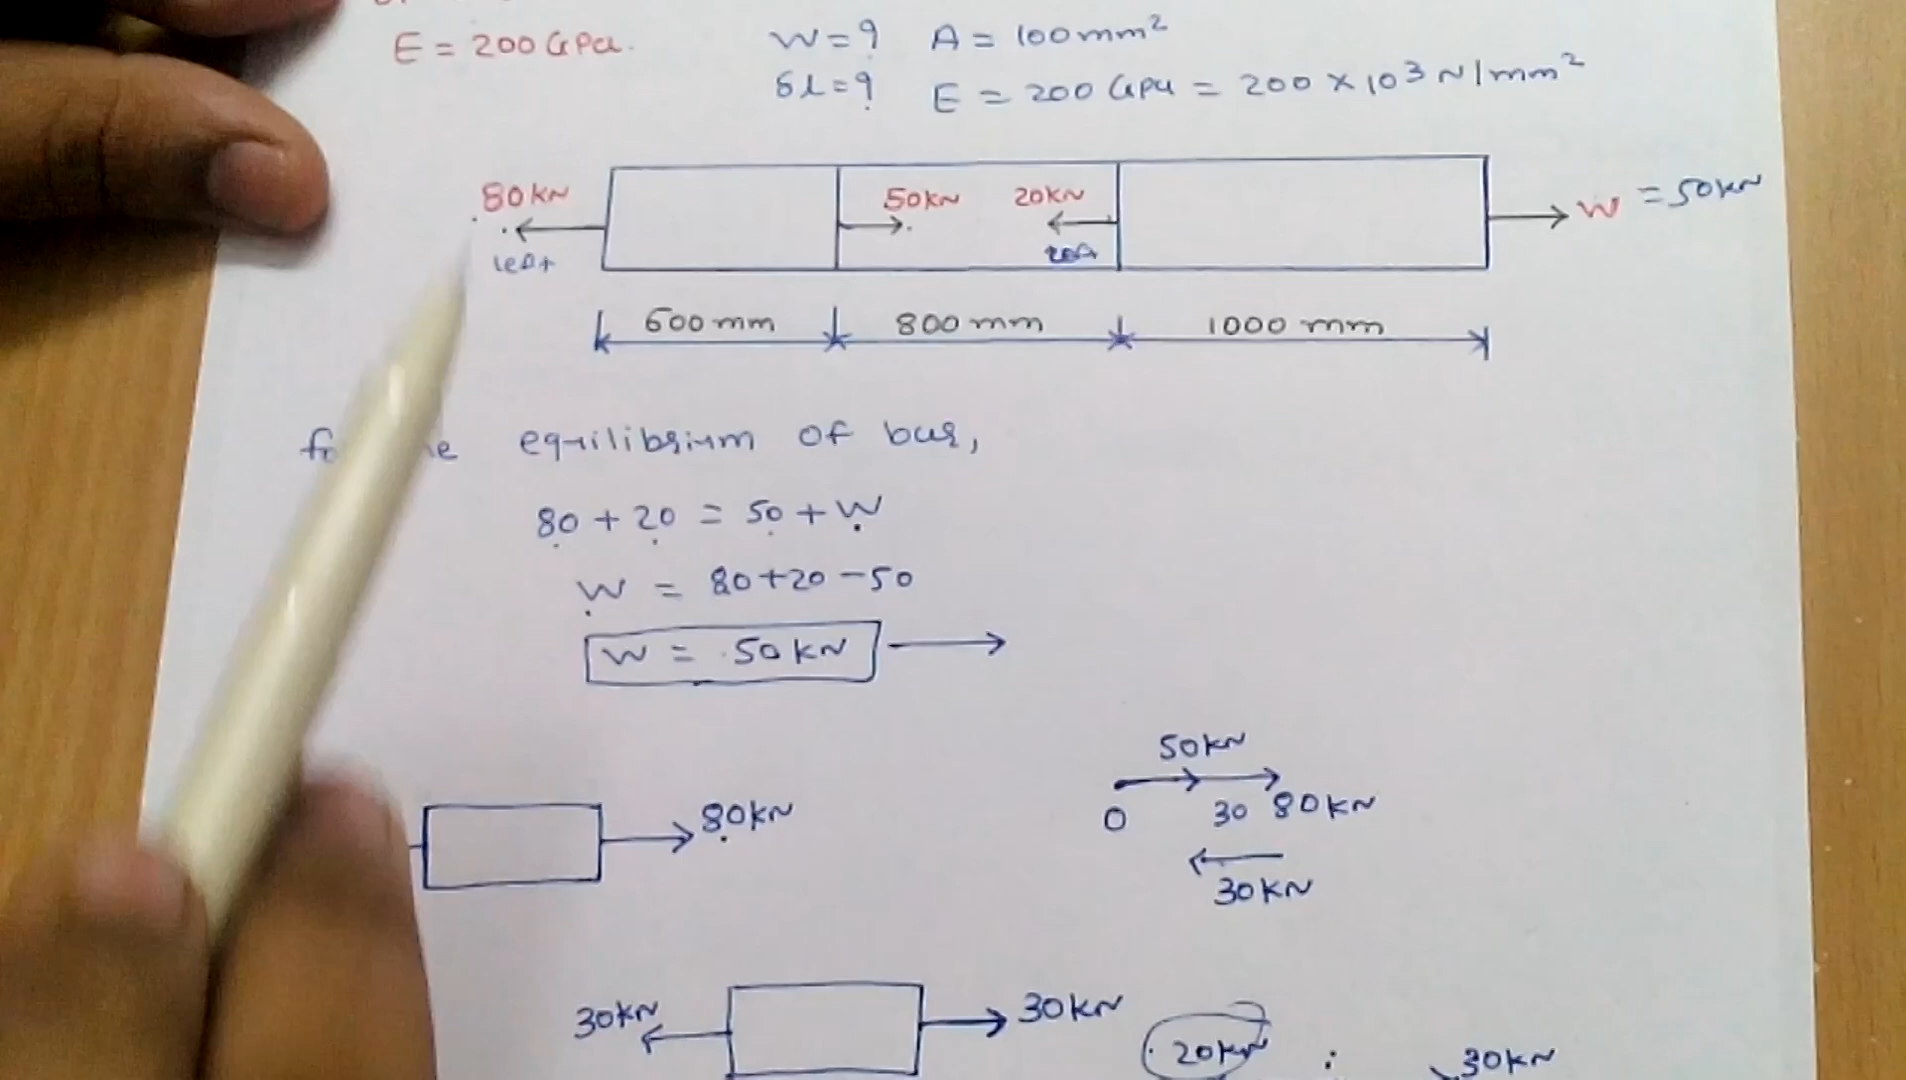 E = 200 GPa.
W = ? A = 100 mm²
δl = ? E = 200 GPa = 200 × 10³ N/mm²
80 kN
50 kN
20 kN
W = 50 kN
left
600 mm
800 mm
1000 mm
equilibrium of bar,
80 + 20 = 50 + W
W = 80 + 20 - 50
W = 50 kN
50 kN
80 kN
0 30 80 kN
30 kN
30 kN
30 kN
20 kN
30 kN